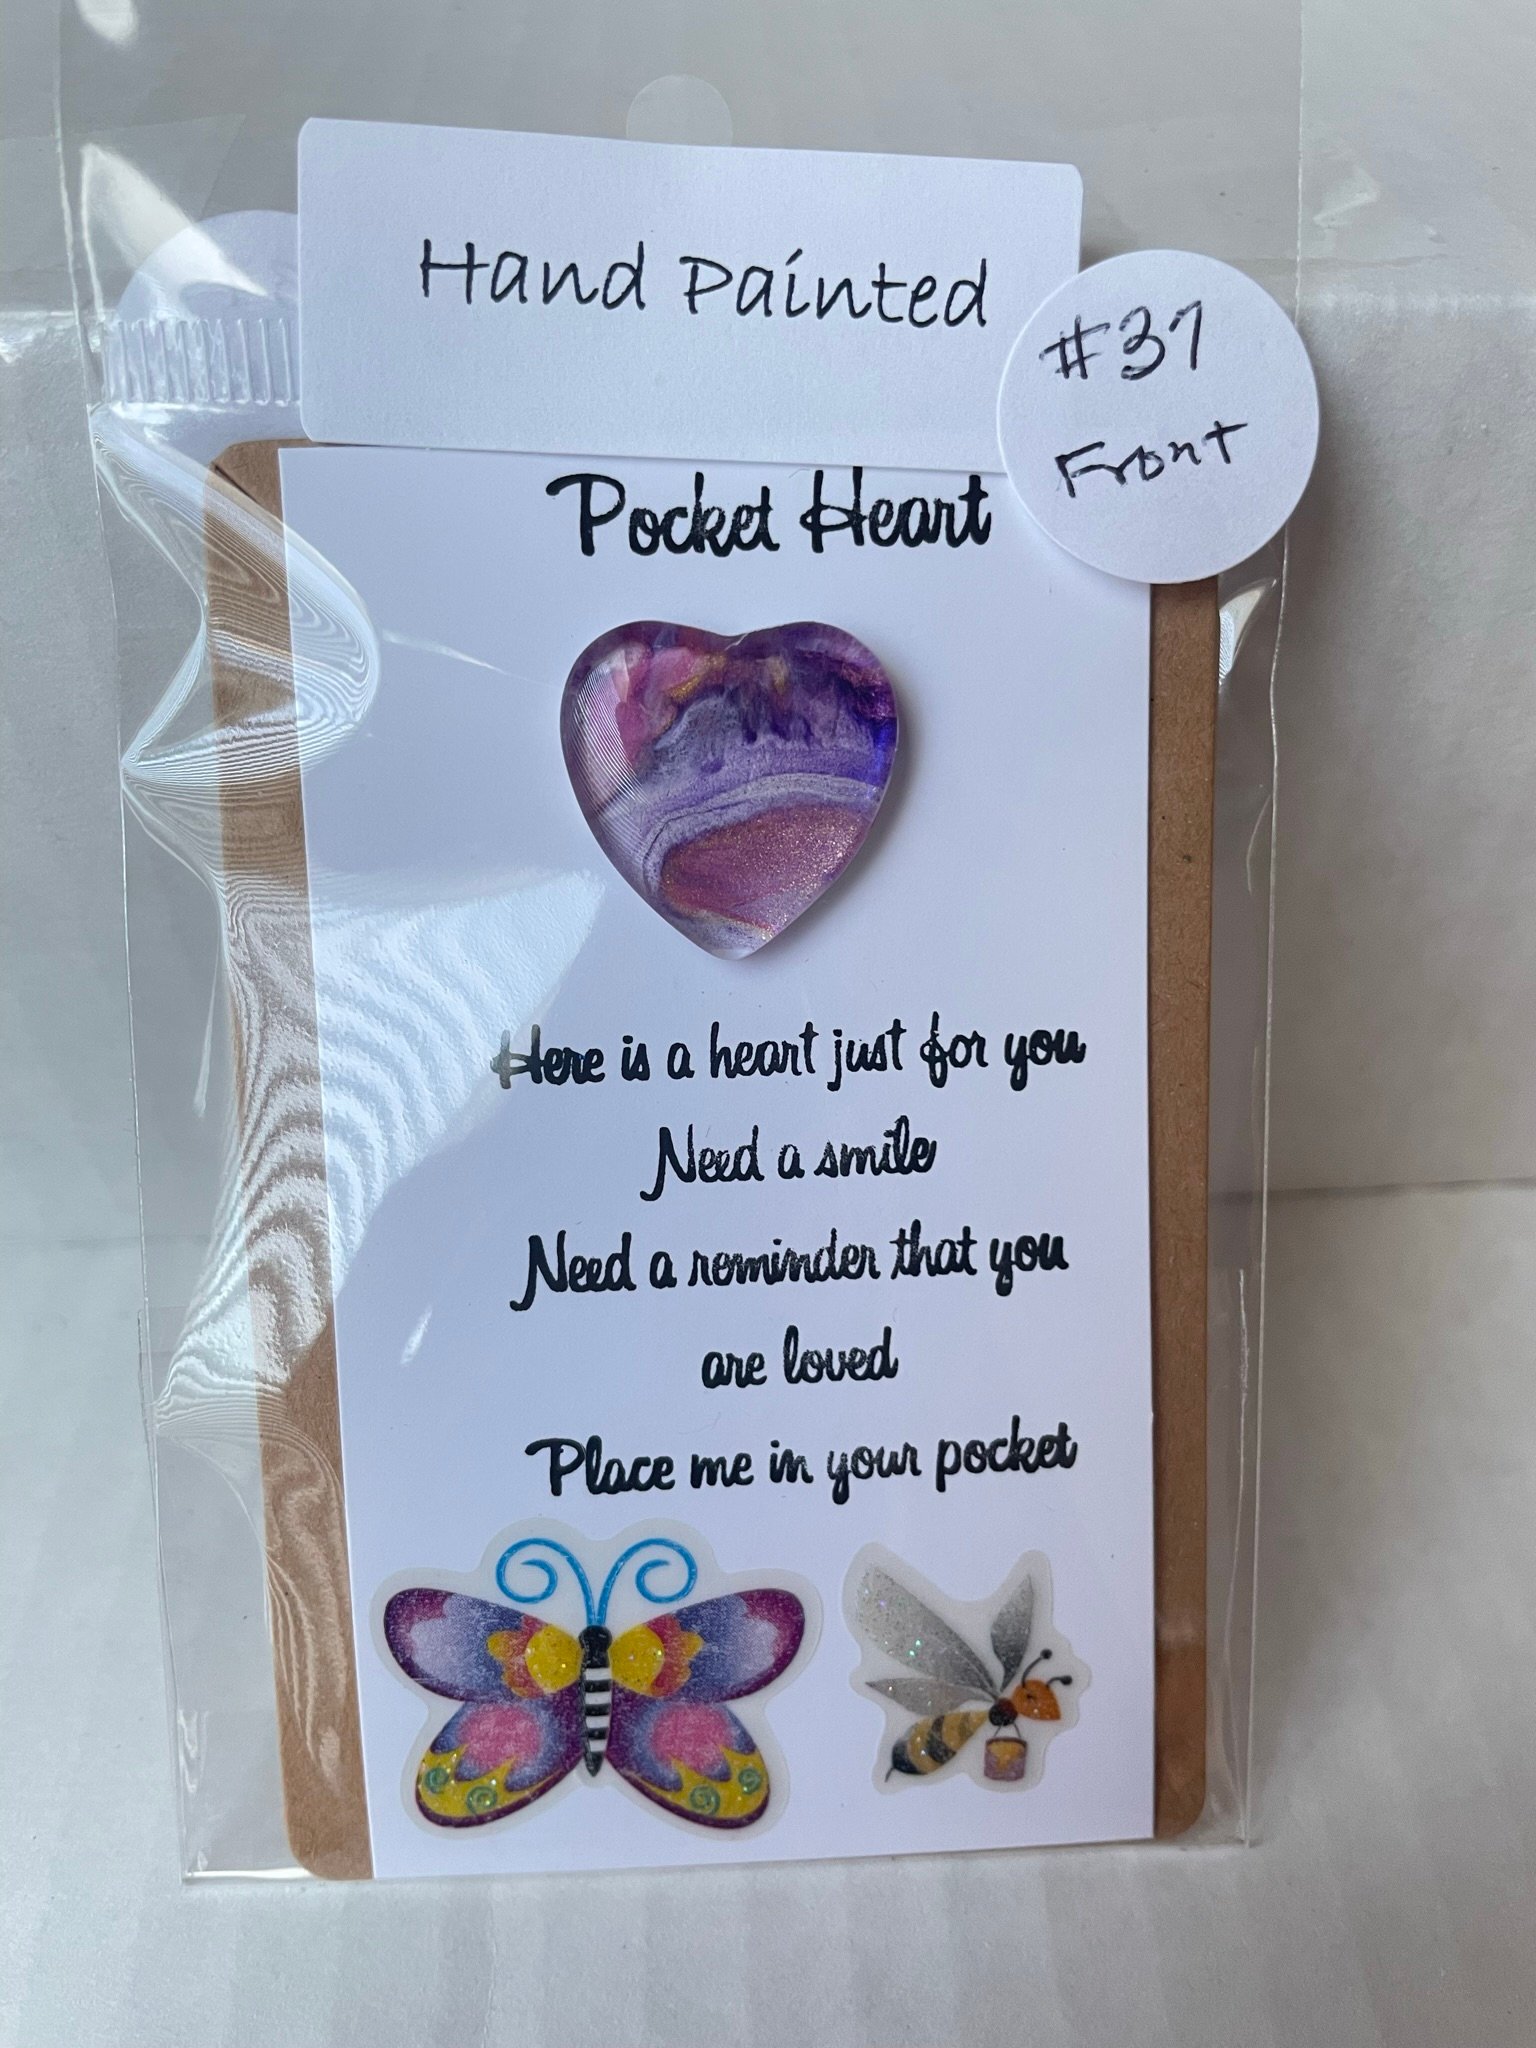 Hand Painted
#37
Front
Pocket Heart
Here is a heart just for you
Need a smile
Need a reminder that you
are loved
Place me in your pocket